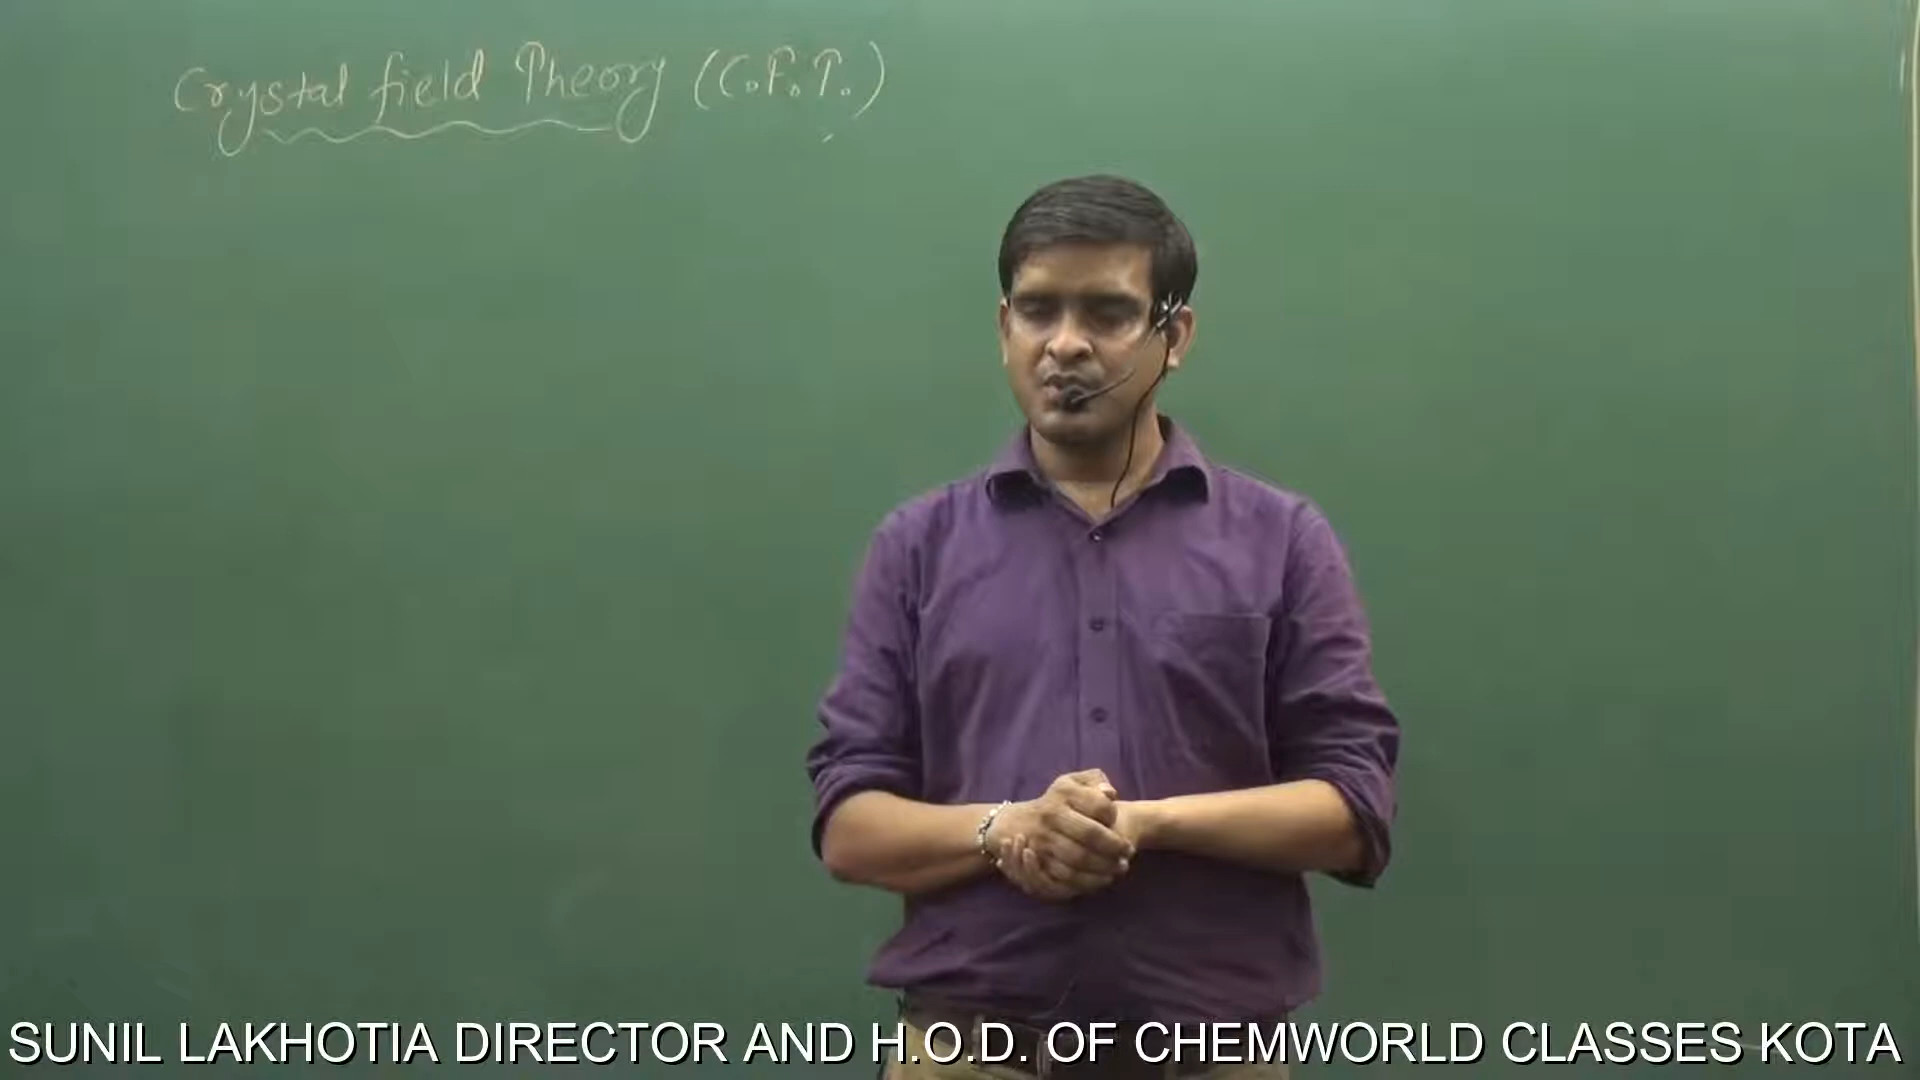 Crystal field Theory (C.F.T.)
SUNIL LAKHOTIA DIRECTOR AND H.O.D. OF CHEMWORLD CLASSES KOTA